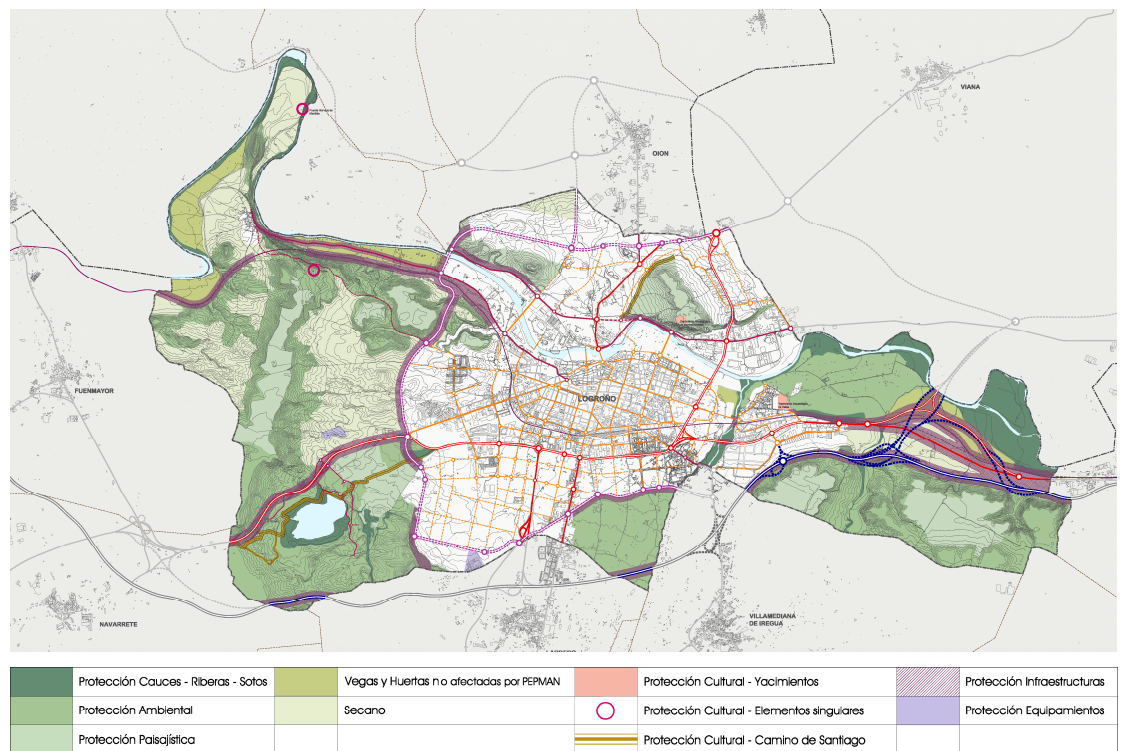 VIANA
OION
FUENMAYOR
LOGROÑO
NAVARRETE
VILLAMEDIANA
DE IREGUA
Protección Cauces - Riberas - Sotos
Vegas y Huertas no afectadas por PEPMAN
Protección Cultural - Yacimientos
Protección Infraestructuras
Protección Ambiental
Secano
Protección Cultural - Elementos singulares
Protección Equipamientos
Protección Paisajística
Protección Cultural - Camino de Santiago